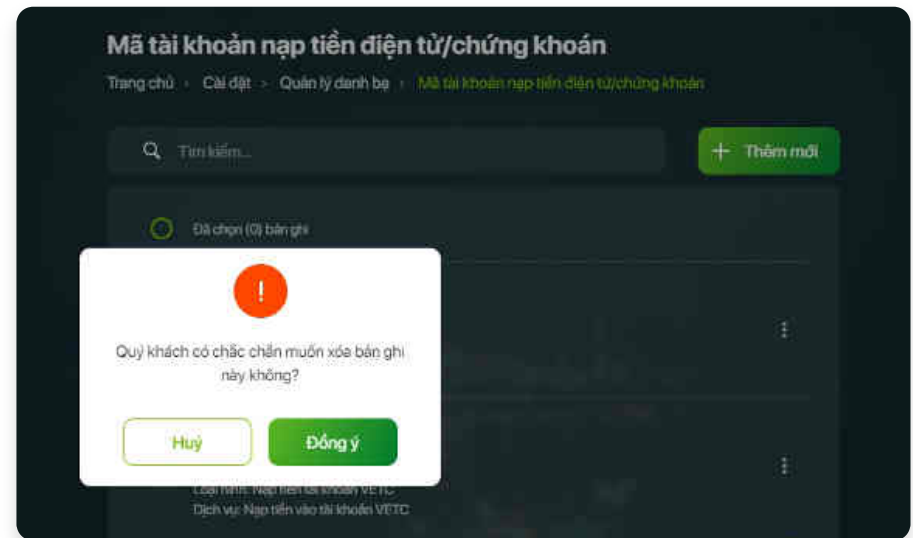 Mã tài khoản nạp tiền điện tử/chứng khoán
Trang chủ > Cài đặt > Quản lý danh bạ > Mã tài khoản nạp tiền điện tử/chứng khoán
Tìm kiếm...
+ Thêm mới
Đã chọn (0) bản ghi
!
Quý khách có chắc chắn muốn xóa bản ghi
này không?
Huỷ
Đồng ý
Loại hình: Nạp tiền tài khoản VETC
Dịch vụ: Nạp tiền vào tài khoản VETC